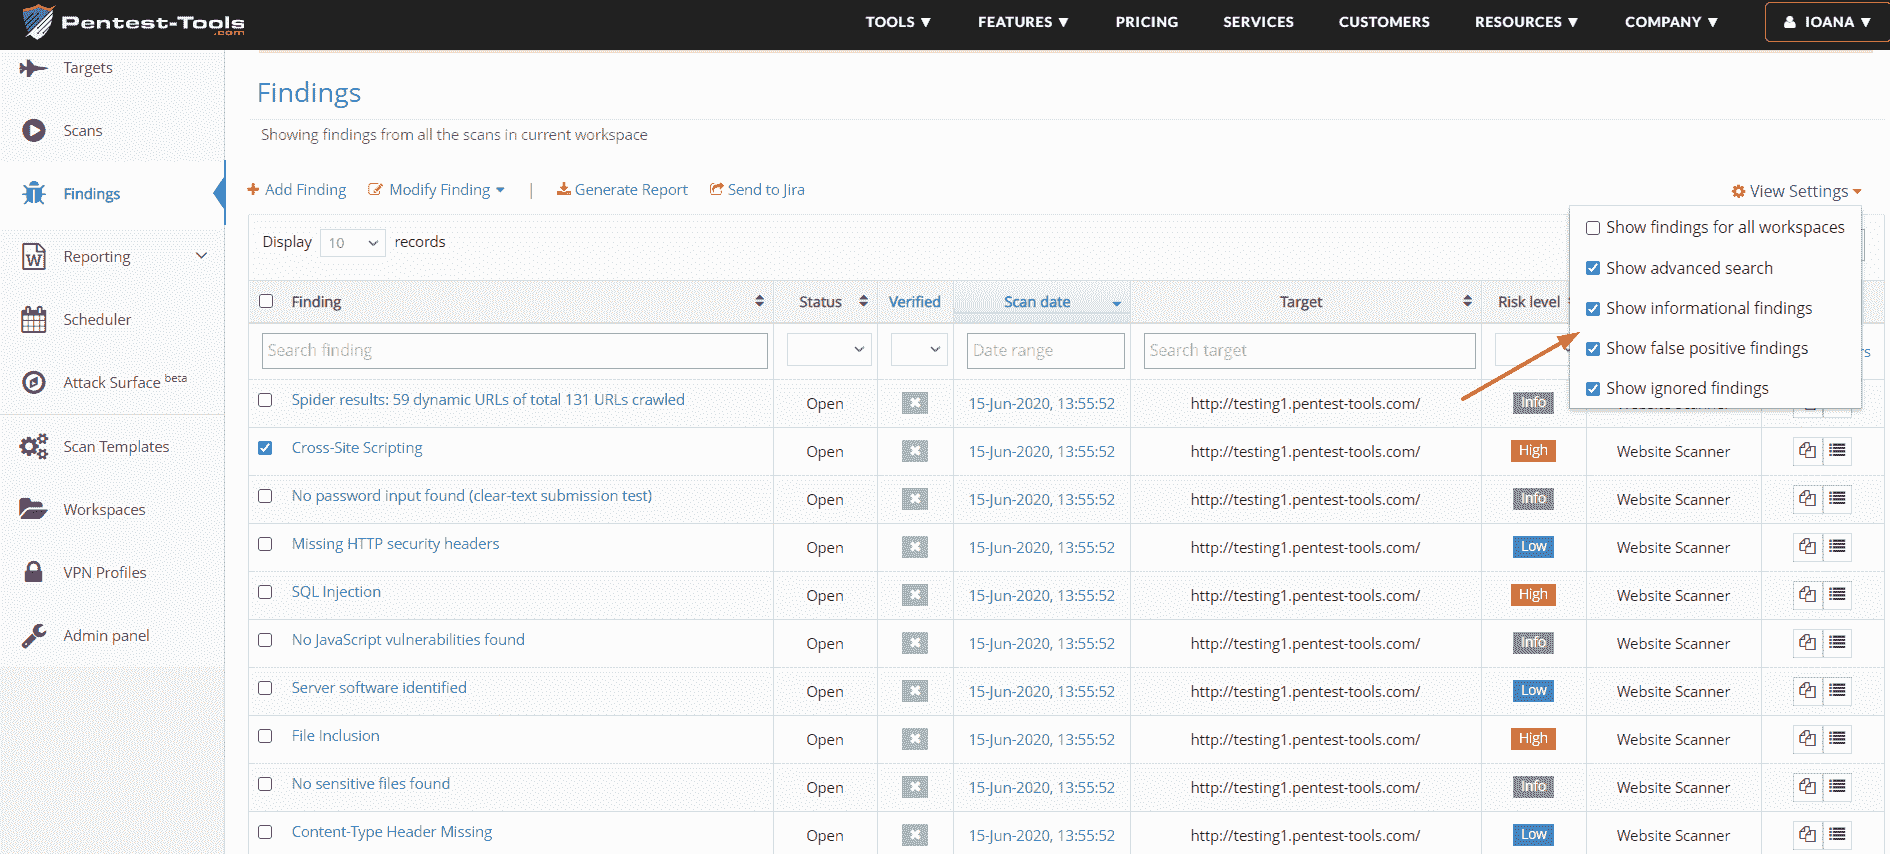 Pentest-Tools
.com
TOOLS ▼ FEATURES ▼ PRICING SERVICES CUSTOMERS RESOURCES ▼ COMPANY ▼ IOANA ▼
Targets
Scans
Findings
Reporting
Scheduler
Attack Surface beta
Scan Templates
Workspaces
VPN Profiles
Admin panel
Findings
Showing findings from all the scans in current workspace
+ Add Finding Modify Finding | Generate Report Send to Jira View Settings
Show findings for all workspaces
Show advanced search
Show informational findings
Show false positive findings
Show ignored findings
Display 10 records
Finding Status Verified Scan date Target Risk level
Search finding Date range Search target
Spider results: 59 dynamic URLs of total 131 URLs crawled Open 15-Jun-2020, 13:55:52 http://testing1.pentest-tools.com/ Info Website Scanner
Cross-Site Scripting Open 15-Jun-2020, 13:55:52 http://testing1.pentest-tools.com/ High Website Scanner
No password input found (clear-text submission test) Open 15-Jun-2020, 13:55:52 http://testing1.pentest-tools.com/ Info Website Scanner
Missing HTTP security headers Open 15-Jun-2020, 13:55:52 http://testing1.pentest-tools.com/ Low Website Scanner
SQL Injection Open 15-Jun-2020, 13:55:52 http://testing1.pentest-tools.com/ High Website Scanner
No JavaScript vulnerabilities found Open 15-Jun-2020, 13:55:52 http://testing1.pentest-tools.com/ Info Website Scanner
Server software identified Open 15-Jun-2020, 13:55:52 http://testing1.pentest-tools.com/ Low Website Scanner
File Inclusion Open 15-Jun-2020, 13:55:52 http://testing1.pentest-tools.com/ High Website Scanner
No sensitive files found Open 15-Jun-2020, 13:55:52 http://testing1.pentest-tools.com/ Info Website Scanner
Content-Type Header Missing Open 15-Jun-2020, 13:55:52 http://testing1.pentest-tools.com/ Low Website Scanner